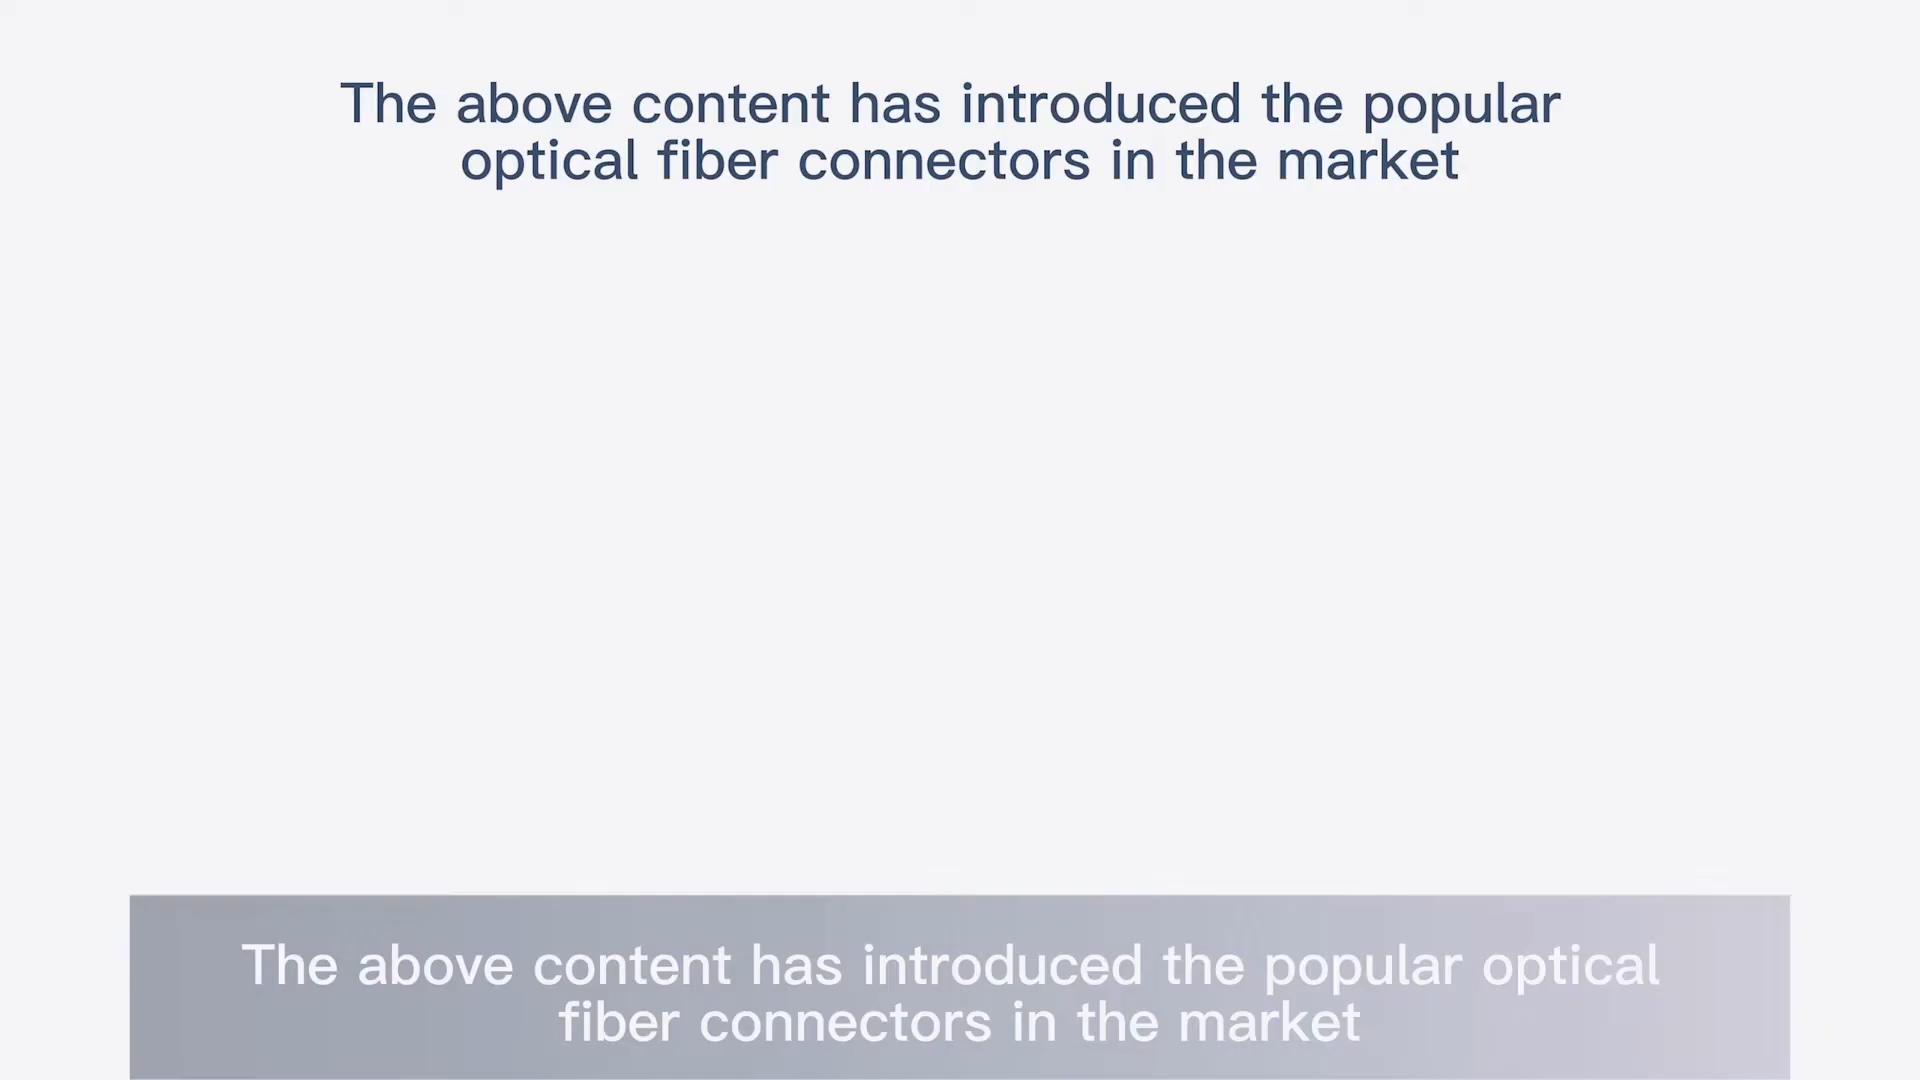 The above content has introduced the popular
optical fiber connectors in the market
The above content has introduced the popular optical
fiber connectors in the market